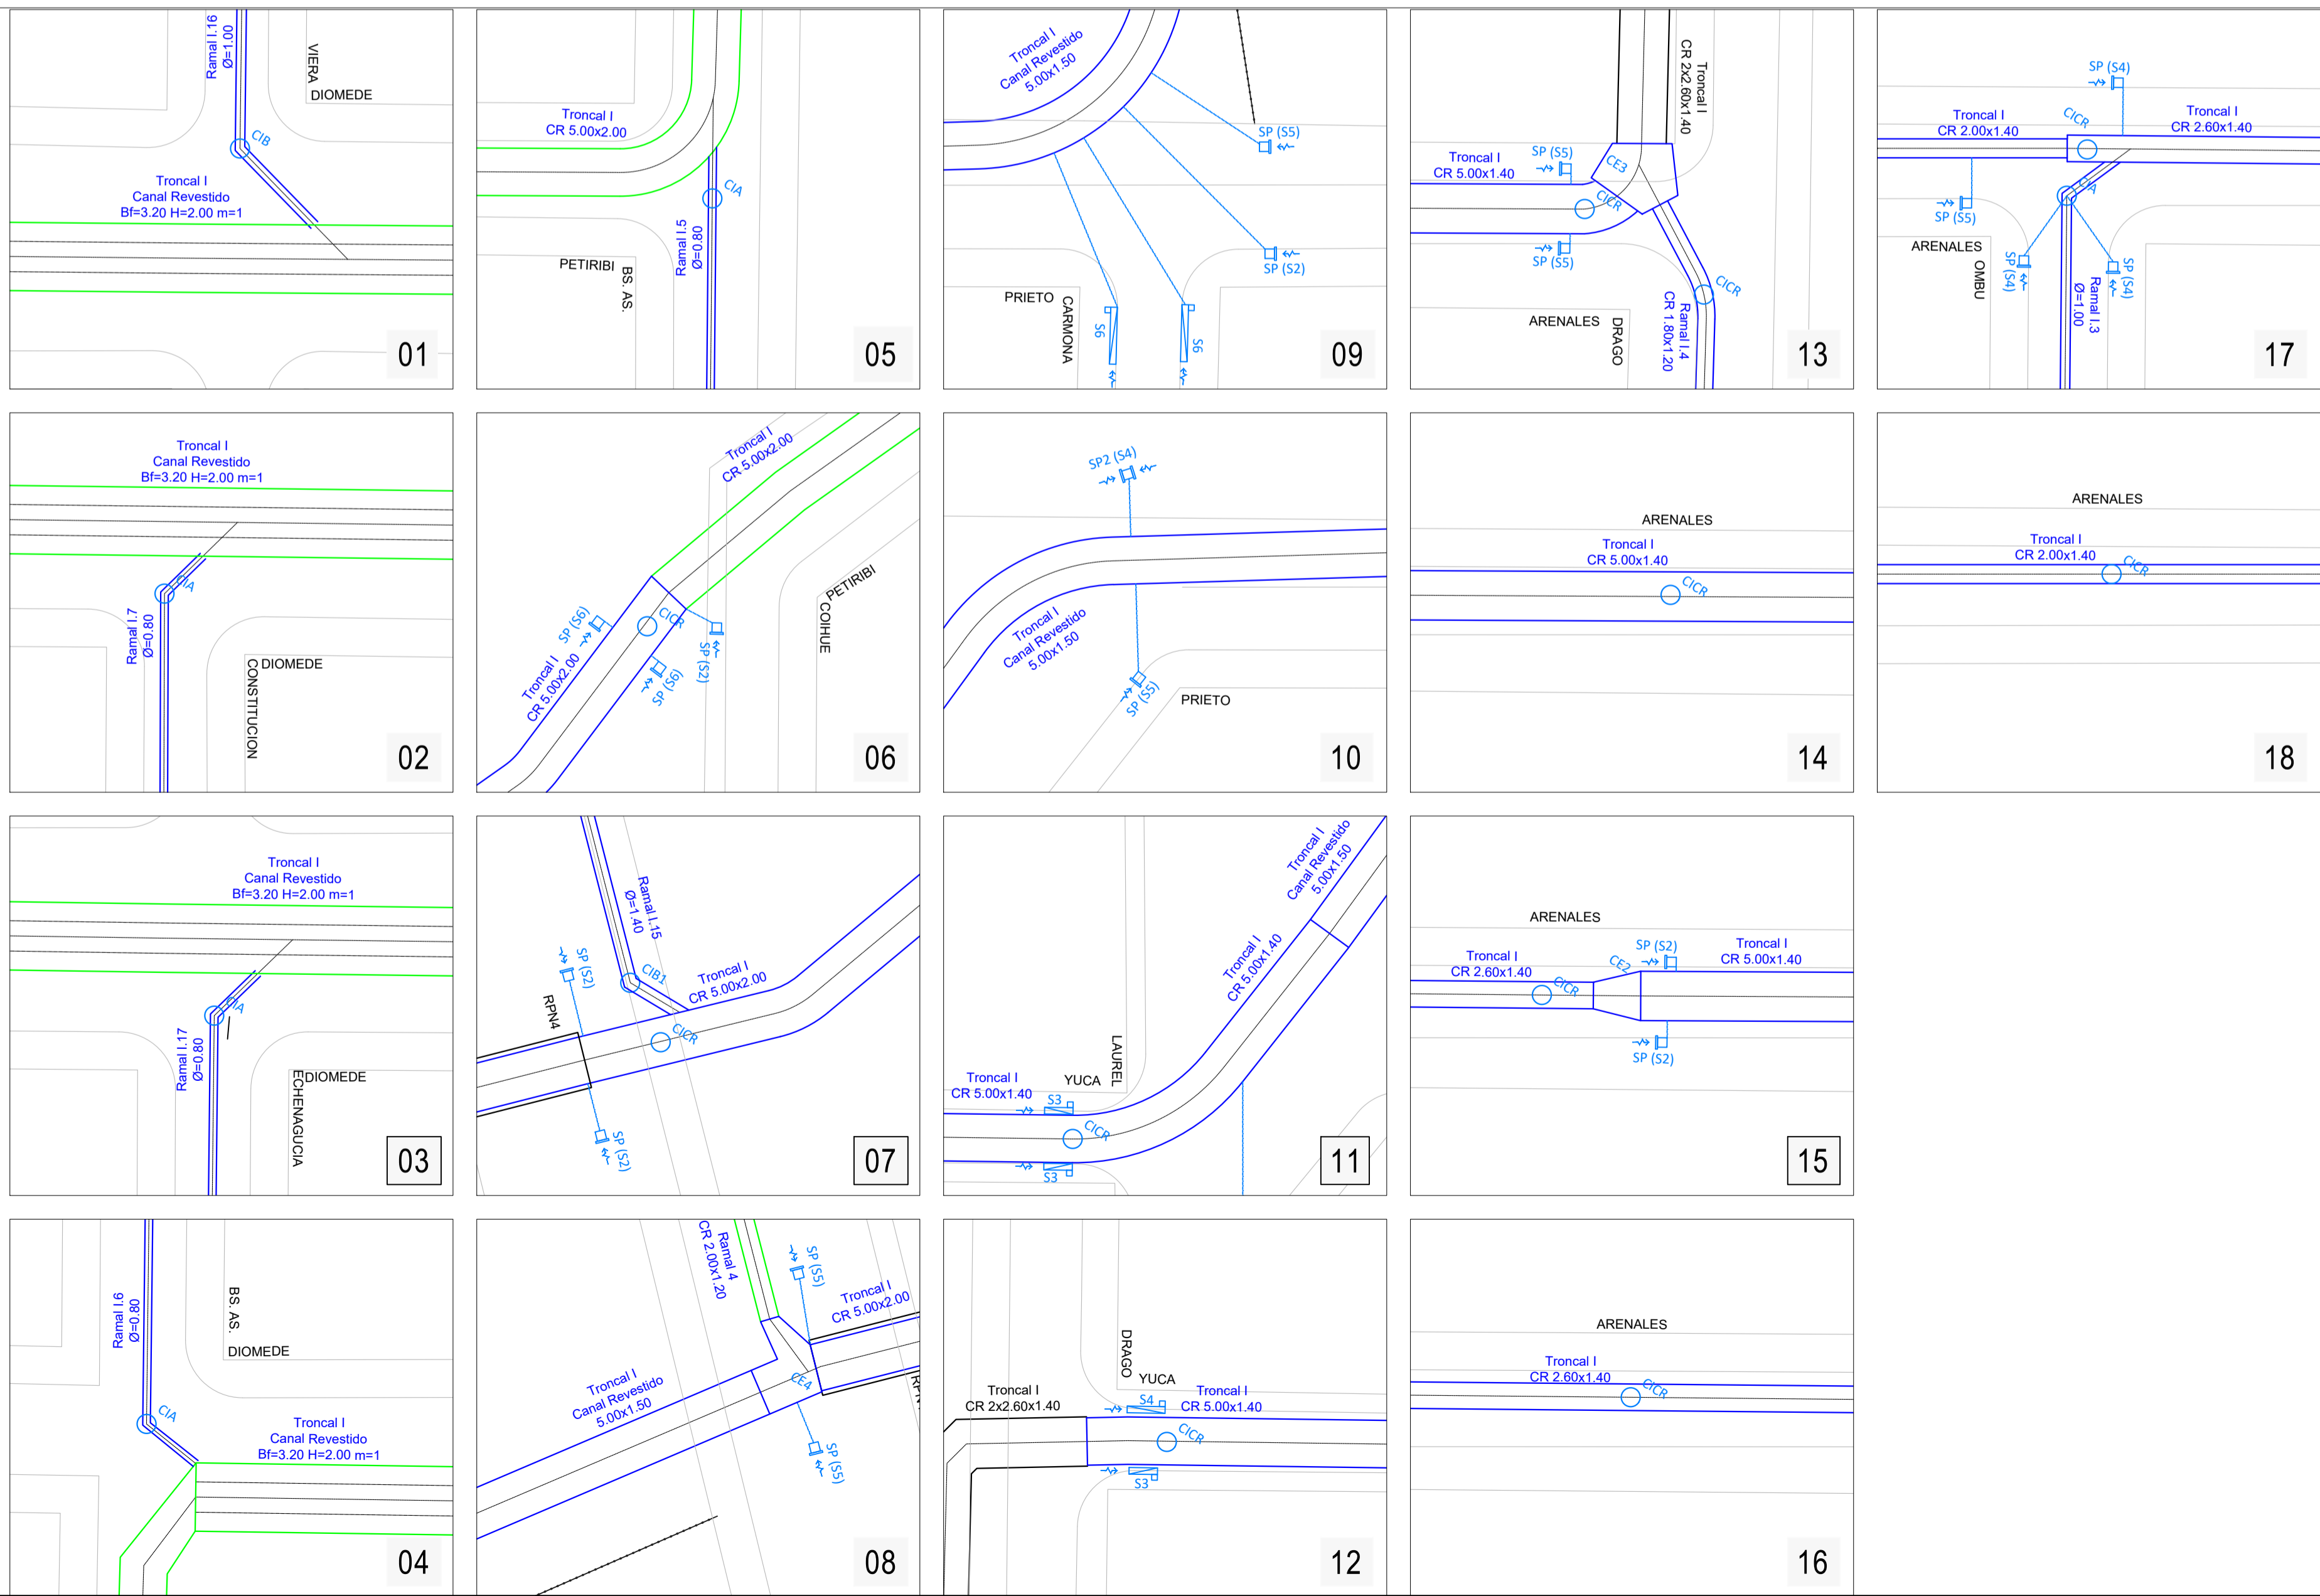 Ramal I.16
Ø=1.00
VIERA
DIOMEDE
CIB
Troncal I
Canal Revestido
Bf=3.20 H=2.00 m=1
01
Troncal I
Canal Revestido
Bf=3.20 H=2.00 m=1
CIA
Ramal I.7
Ø=0.80
DIOMEDE
CONSTITUCION
02
Troncal I
Canal Revestido
Bf=3.20 H=2.00 m=1
CIA
Ramal I.17
Ø=0.80
DIOMEDE
ECHENAGUCIA
03
Ramal I.6
Ø=0.80
BS. AS.
DIOMEDE
CIA
Troncal I
Canal Revestido
Bf=3.20 H=2.00 m=1
04
Troncal I
CR 5.00x2.00
CIA
Ramal I.5
Ø=0.80
PETIRIBI
BS. AS.
05
Troncal I
CR 5.00x2.00
PETIRIBI
COIHUE
SP (S6)
CICR
SP (S2)
SP (S6)
Troncal I
CR 5.00x2.00
06
Ramal I.15
Ø=1.40
SP (S2)
CIB1
Troncal I
CR 5.00x2.00
RPN4
CICR
SP (S2)
07
Ramal 4
CR 2.00x1.20
SP (S5)
Troncal I
CR 5.00x2.00
CE4
Troncal I
Canal Revestido
5.00x1.50
SP (S5)
08
Troncal I
Canal Revestido
5.00x1.50
SP (S5)
SP (S2)
PRIETO
CARMONA
S6
S6
09
SP2 (S4)
Troncal I
Canal Revestido
5.00x1.50
SP (S5)
PRIETO
10
Troncal I
Canal Revestido
5.00x1.50
Troncal I
CR 5.00x1.40
LAUREL
YUCA
Troncal I
CR 5.00x1.40
S3
CICR
S3
11
DRAGO
YUCA
Troncal I
CR 2x2.60x1.40
S4
Troncal I
CR 5.00x1.40
CICR
S3
12
Troncal I
CR 2x2.60x1.40
Troncal I
CR 5.00x1.40
SP (S5)
CE3
CICR
SP (S5)
CICR
Ramal I.4
CR 1.80x1.20
ARENALES
DRAGO
13
ARENALES
Troncal I
CR 5.00x1.40
CICR
14
ARENALES
Troncal I
CR 2.60x1.40
CE2
SP (S2)
Troncal I
CR 5.00x1.40
CICR
SP (S2)
15
ARENALES
Troncal I
CR 2.60x1.40
CICR
16
SP (S4)
Troncal I
CR 2.00x1.40
CICR
Troncal I
CR 2.60x1.40
CIA
SP (S5)
ARENALES
OMBU
SP (S4)
SP (S4)
Ramal I.3
Ø=1.00
17
ARENALES
Troncal I
CR 2.00x1.40
CICR
18